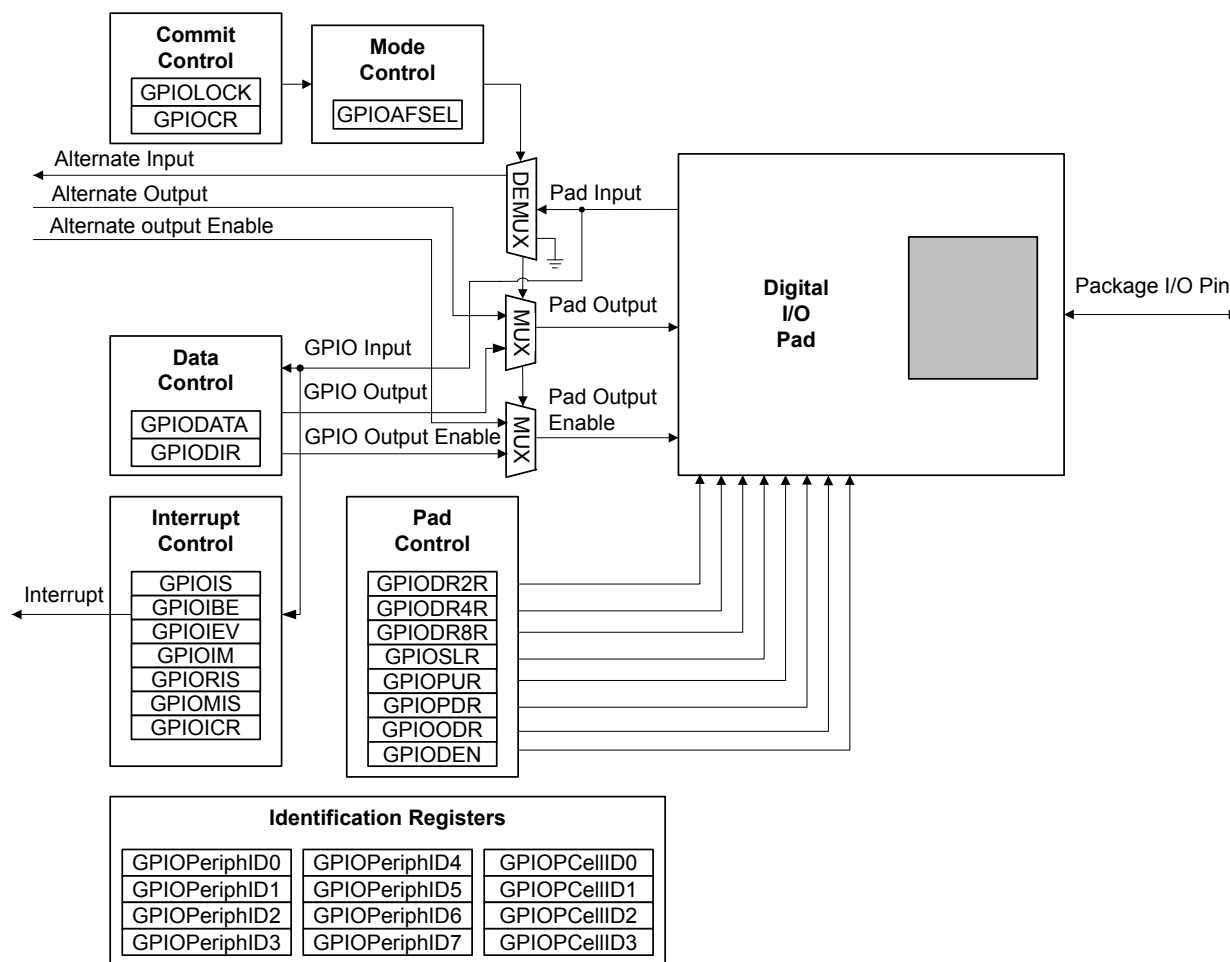 Commit
Control
GPIOLOCK
GPIOCR
Mode
Control
GPIOAFSEL
Alternate Input
Alternate Output
Alternate output Enable
DEMUX
Pad Input
MUX
Pad Output
MUX
Pad Output
Enable
Digital
I/O
Pad
Package I/O Pin
Data
Control
GPIODATA
GPIODIR
GPIO Input
GPIO Output
GPIO Output Enable
Interrupt
Control
GPIOIS
GPIOIBE
GPIOIEV
GPIOIM
GPIORIS
GPIOMIS
GPIOICR
Interrupt
Pad
Control
GPIODR2R
GPIODR4R
GPIODR8R
GPIOSLR
GPIOPUR
GPIOPDR
GPIOODR
GPIODEN
Identification Registers
GPIOPeriphID0
GPIOPeriphID1
GPIOPeriphID2
GPIOPeriphID3
GPIOPeriphID4
GPIOPeriphID5
GPIOPeriphID6
GPIOPeriphID7
GPIOPCellID0
GPIOPCellID1
GPIOPCellID2
GPIOPCellID3